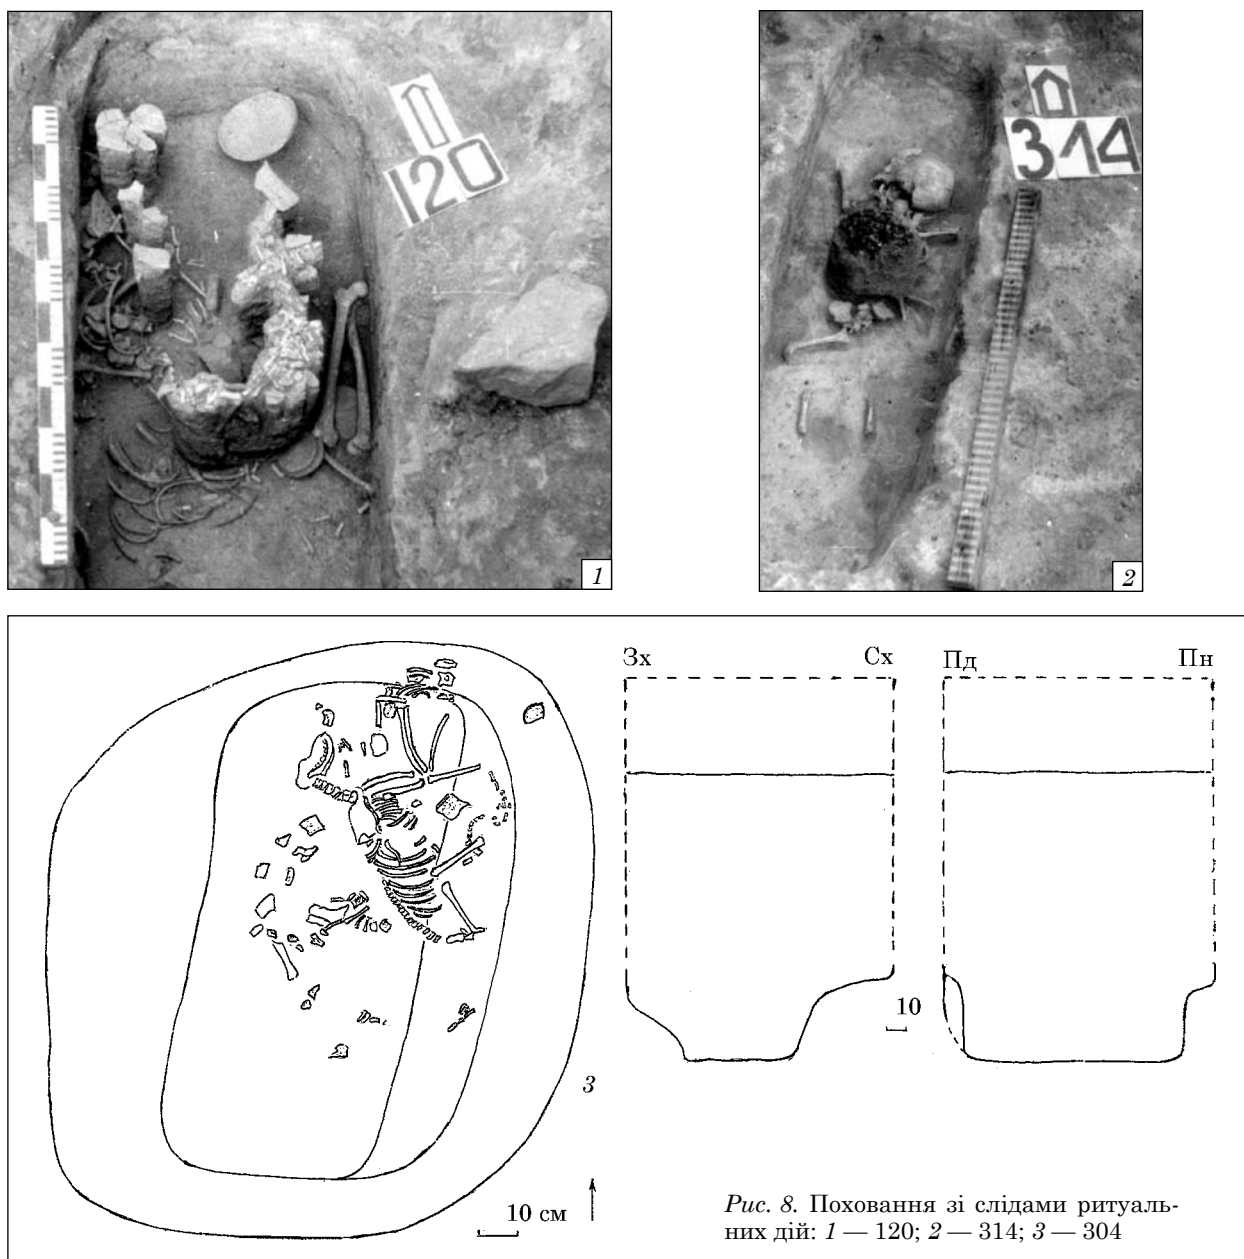 120
1
314
2
Зх Сх Пд Пн
10
3
10 см
Рис. 8. Поховання зі слідами ритуаль-
них дій: 1 — 120; 2 — 314; 3 — 304